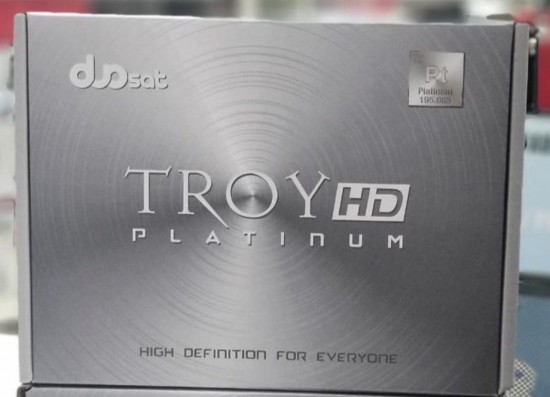 duosat
Pt
Platinum
TROY HD
PLATINUM
HIGH DEFINITION FOR EVERYONE